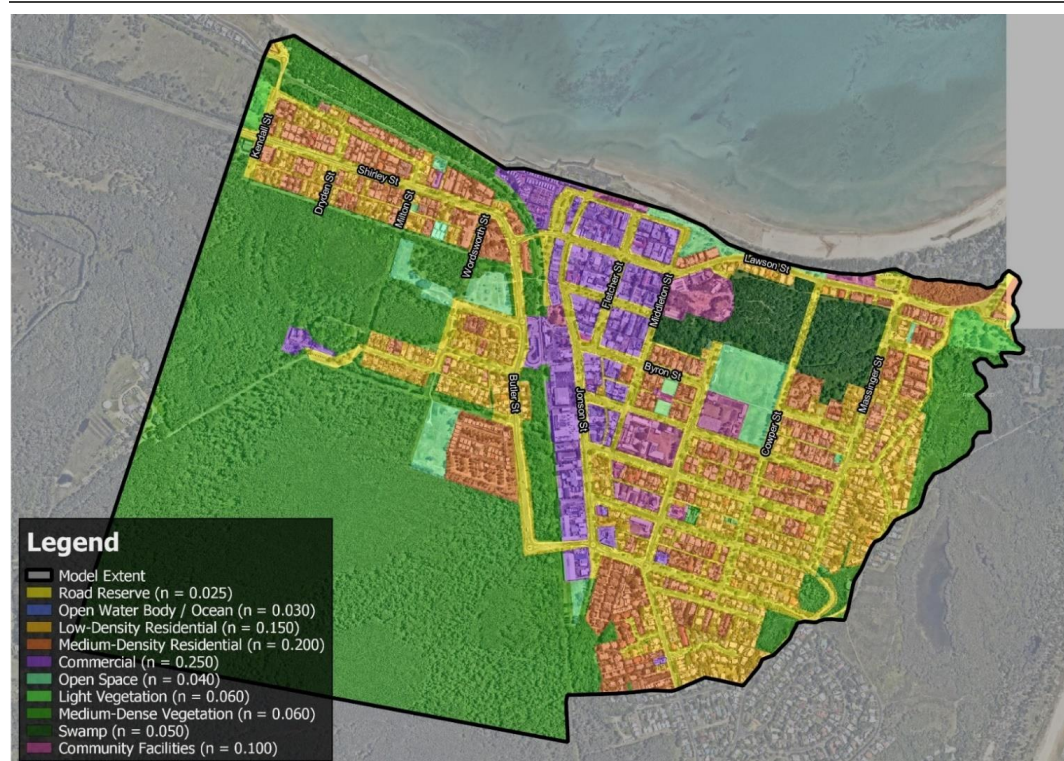 Kendall St
Dryden St
Shirley St
Milton St
Wordsworth St
Lawson St
Fletcher St
Middleton St
Byron St
Massinger St
Butler St
Jonson St
Cowper St
Legend
Model Extent
Road Reserve (n = 0.025)
Open Water Body / Ocean (n = 0.030)
Low-Density Residential (n = 0.150)
Medium-Density Residential (n = 0.200)
Commercial (n = 0.250)
Open Space (n = 0.040)
Light Vegetation (n = 0.060)
Medium-Dense Vegetation (n = 0.060)
Swamp (n = 0.050)
Community Facilities (n = 0.100)